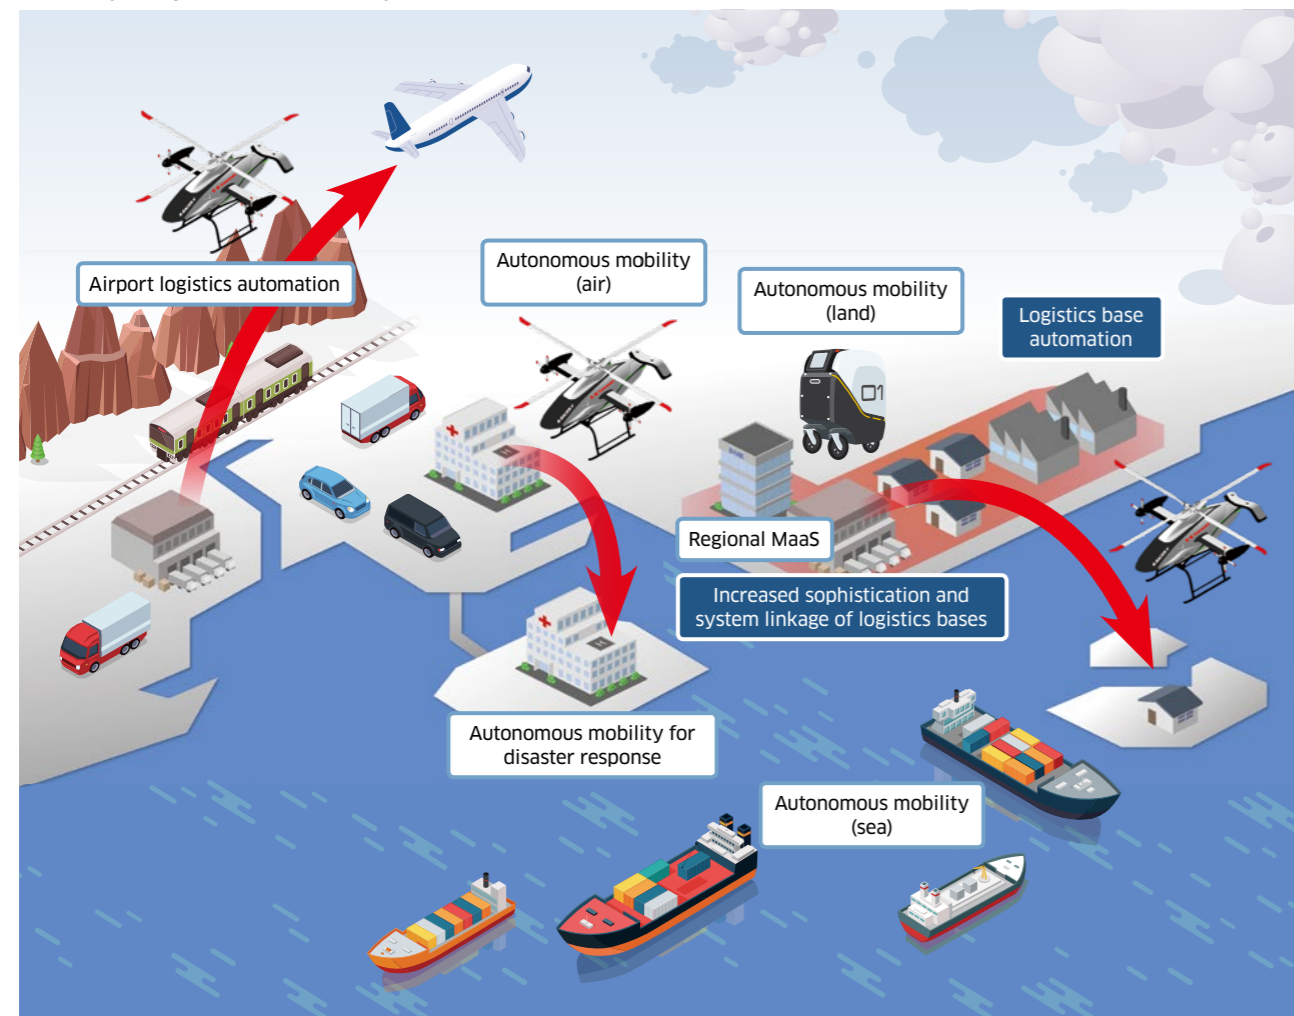 Airport logistics automation
Autonomous mobility
(air)
Autonomous mobility
(land)
Logistics base
automation
01
H
Regional MaaS
Increased sophistication and
system linkage of logistics bases
H
Autonomous mobility for
disaster response
Autonomous mobility
(sea)